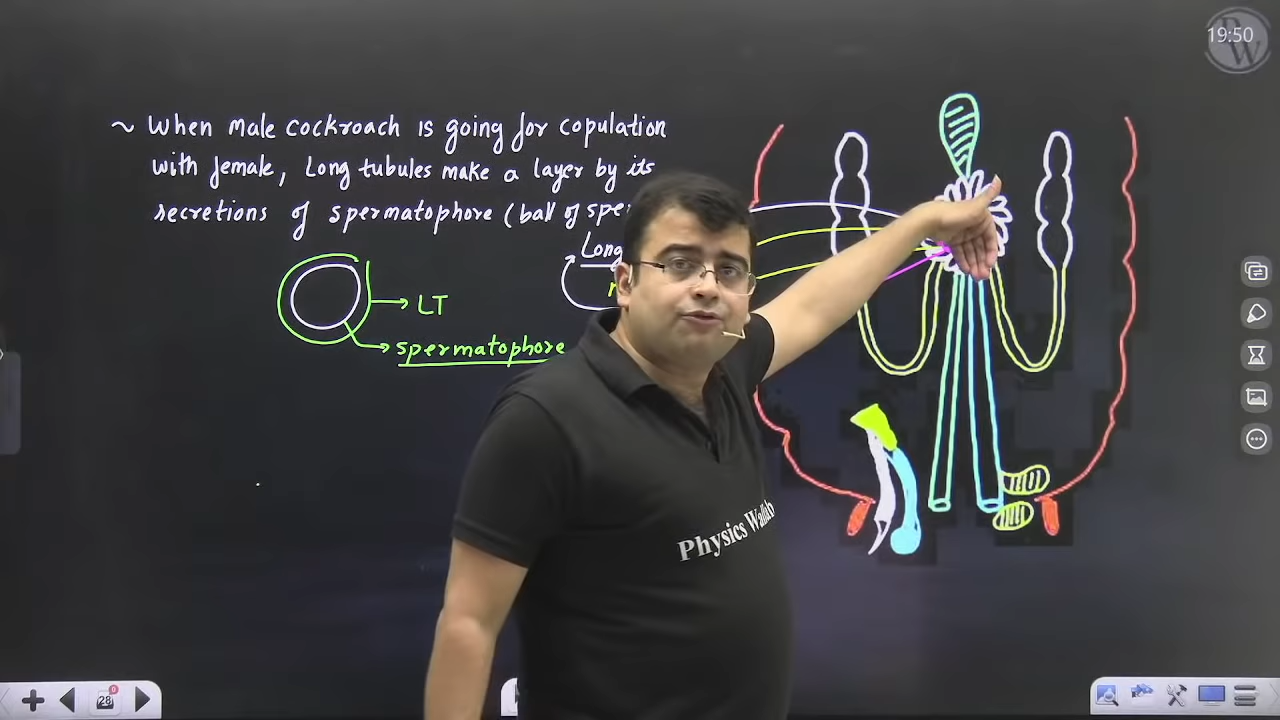 19:50
PW
~ When male cockroach is going for copulation
with female, Long tubules make a layer by its
secretions of spermatophore (ball of
Long
LT
spermatophore
Physics Wallah
28